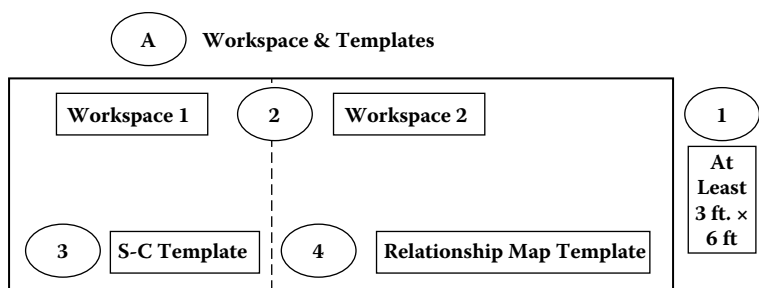 A Workspace & Templates
Workspace 1 2 Workspace 2 1
At
Least
3 ft. ×
6 ft
3 S-C Template 4 Relationship Map Template